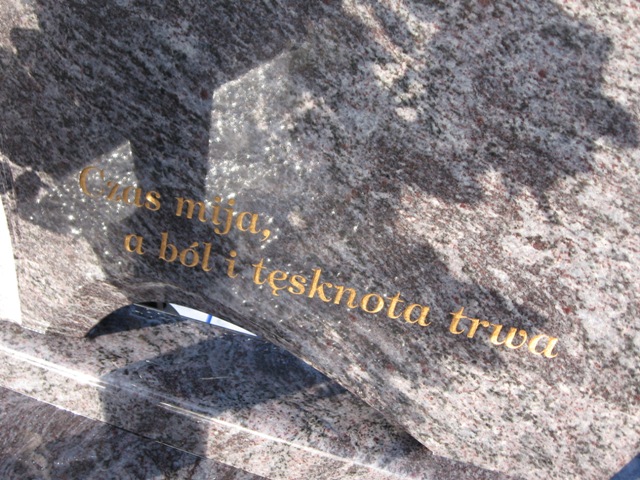 Czas mija,
a ból i tęsknota trwa